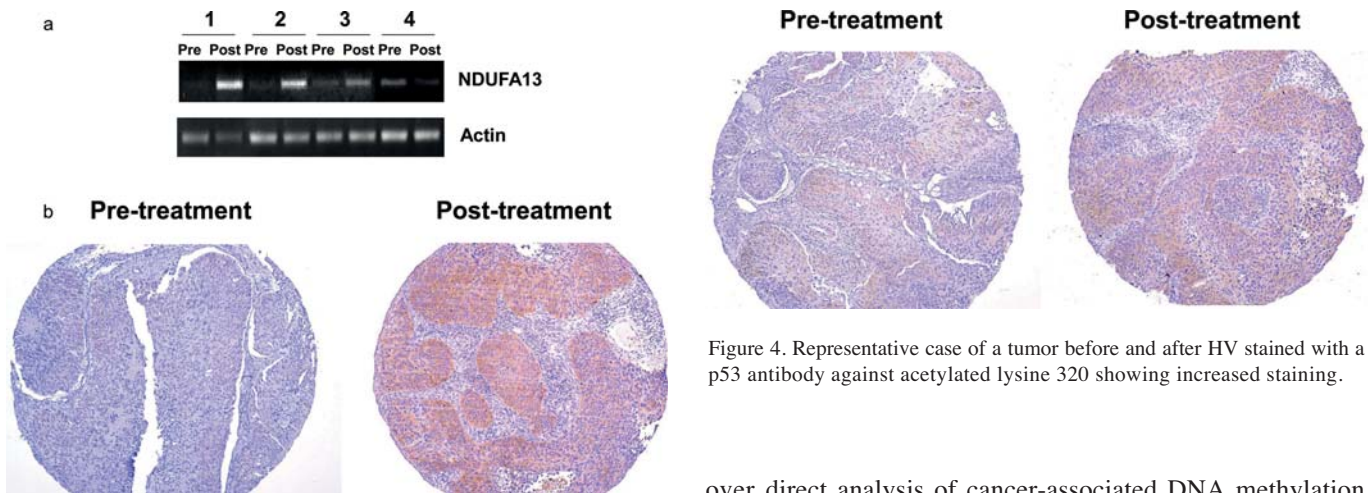 a
1 2 3 4
Pre Post Pre Post Pre Post Pre Post
NDUFA13
Actin
b
Pre-treatment Post-treatment
Pre-treatment Post-treatment
Figure 4. Representative case of a tumor before and after HV stained with a
p53 antibody against acetylated lysine 320 showing increased staining.
over direct analysis of cancer-associated DNA methylation